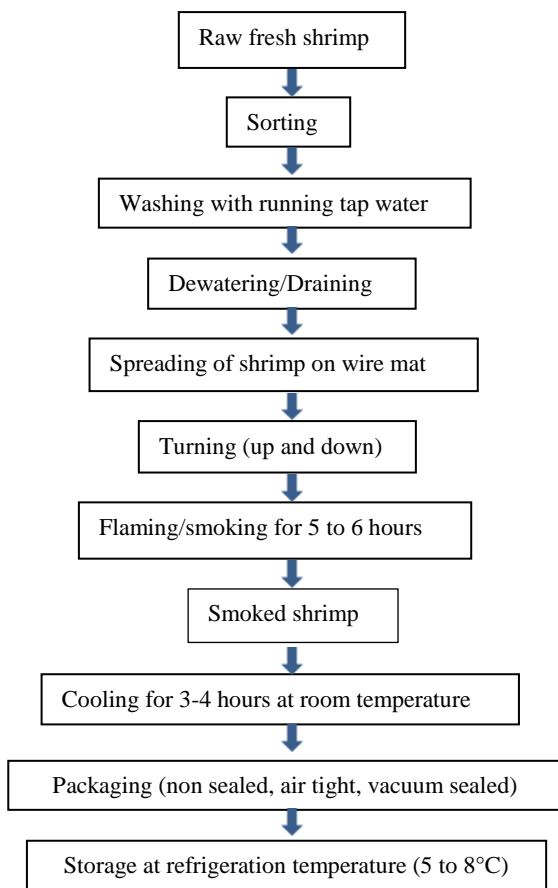 Raw fresh shrimp
Sorting
Washing with running tap water
Dewatering/Draining
Spreading of shrimp on wire mat
Turning (up and down)
Flaming/smoking for 5 to 6 hours
Smoked shrimp
Cooling for 3-4 hours at room temperature
Packaging (non sealed, air tight, vacuum sealed)
Storage at refrigeration temperature (5 to 8°C)